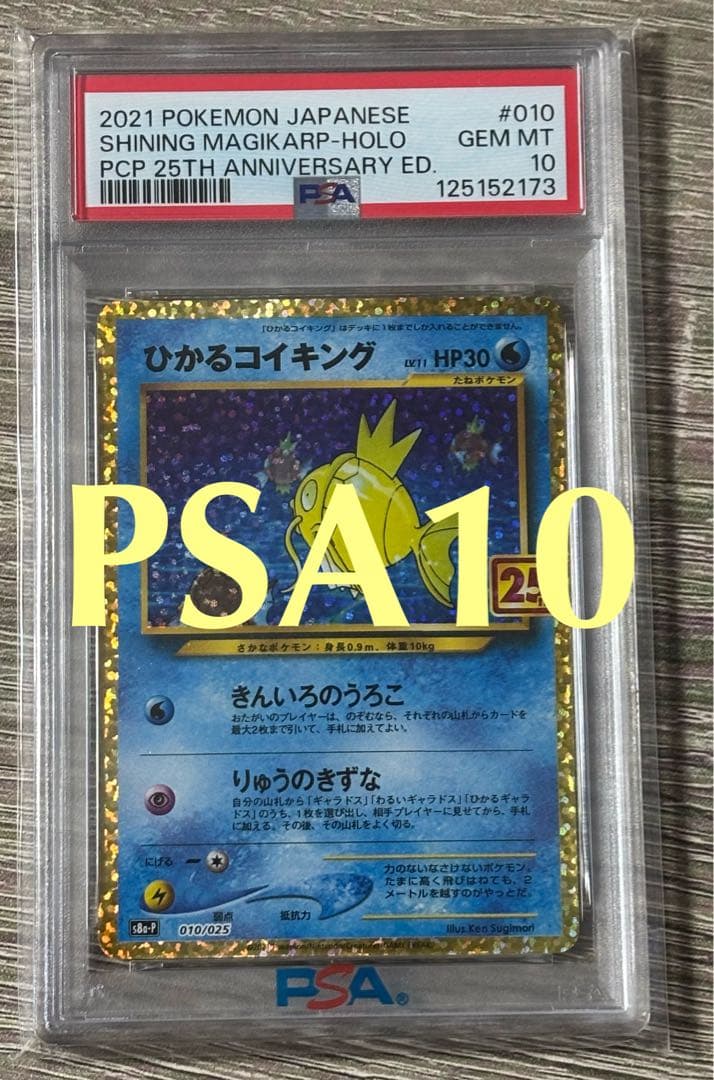 2021 POKEMON JAPANESE #010
SHINING MAGIKARP-HOLO GEM MT
PCP 25TH ANNIVERSARY ED. 10
PSA 125152173
「ひかるコイキング」はデッキに1枚までしか入れることができません。
ひかるコイキング LV.11 HP30
たねポケモン
PSA10
25
さかなポケモン：身長0.9m、体重10kg
きんいろのうろこ
おたがいのプレイヤーは、のぞむなら、それぞれの山札からカードを
最大2枚まで引いて、手札に加えてよい。
りゅうのきずな
自分の山札から「ギャラドス」「わるいギャラドス」「ひかるギャラ
ドス」のうち、1枚を選び出し、相手プレイヤーに見せてから、手札
に加える。その後、その山札をよく切る。
にげる
力のないなさけないポケモン。
たまに高く飛びはねても、2
メートルを越すのがやっとだ。
弱点 抵抗力
s8a-P 010/025
Illus. Ken Sugimori
PSA®